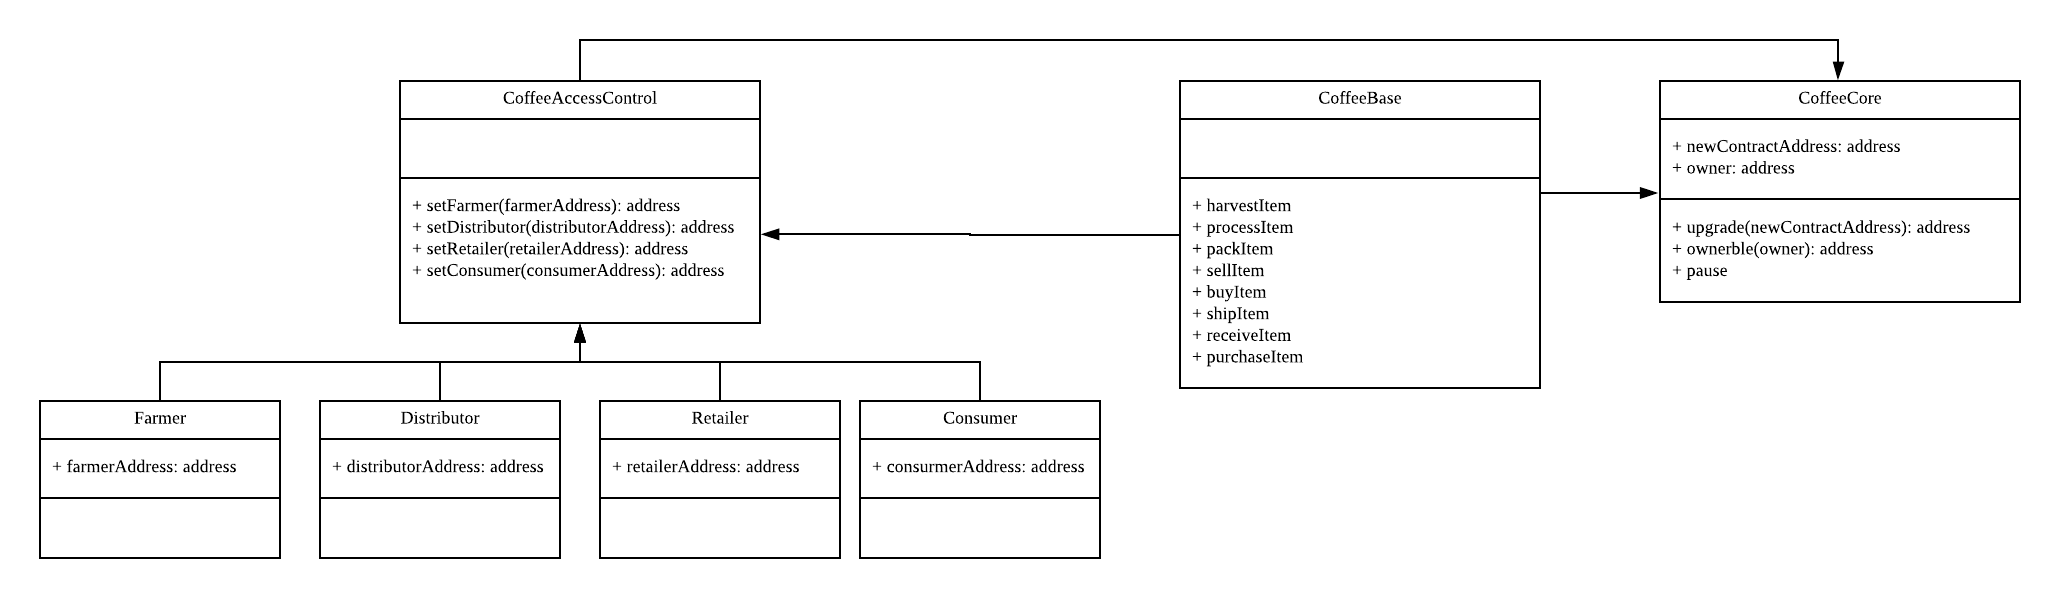 CoffeeAccessControl
+ setFarmer(farmerAddress): address
+ setDistributor(distributorAddress): address
+ setRetailer(retailerAddress): address
+ setConsumer(consumerAddress): address
CoffeeBase
+ harvestItem
+ processItem
+ packItem
+ sellItem
+ buyItem
+ shipItem
+ receiveItem
+ purchaseItem
CoffeeCore
+ newContractAddress: address
+ owner: address
+ upgrade(newContractAddress): address
+ ownerble(owner): address
+ pause
Farmer
+ farmerAddress: address
Distributor
+ distributorAddress: address
Retailer
+ retailerAddress: address
Consumer
+ consurmerAddress: address